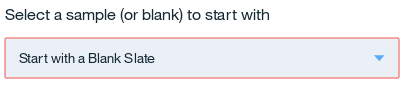 Select a sample (or blank) to start with
Start with a Blank Slate